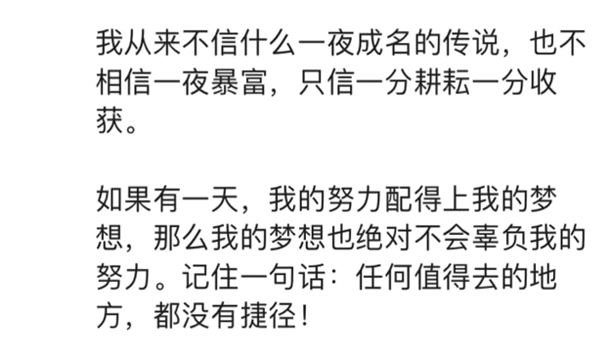 我从来不信什么一夜成名的传说，也不
相信一夜暴富，只信一分耕耘一分收
获。
如果有一天，我的努力配得上我的梦
想，那么我的梦想也绝对不会辜负我的
努力。记住一句话：任何值得去的地
方，都没有捷径！